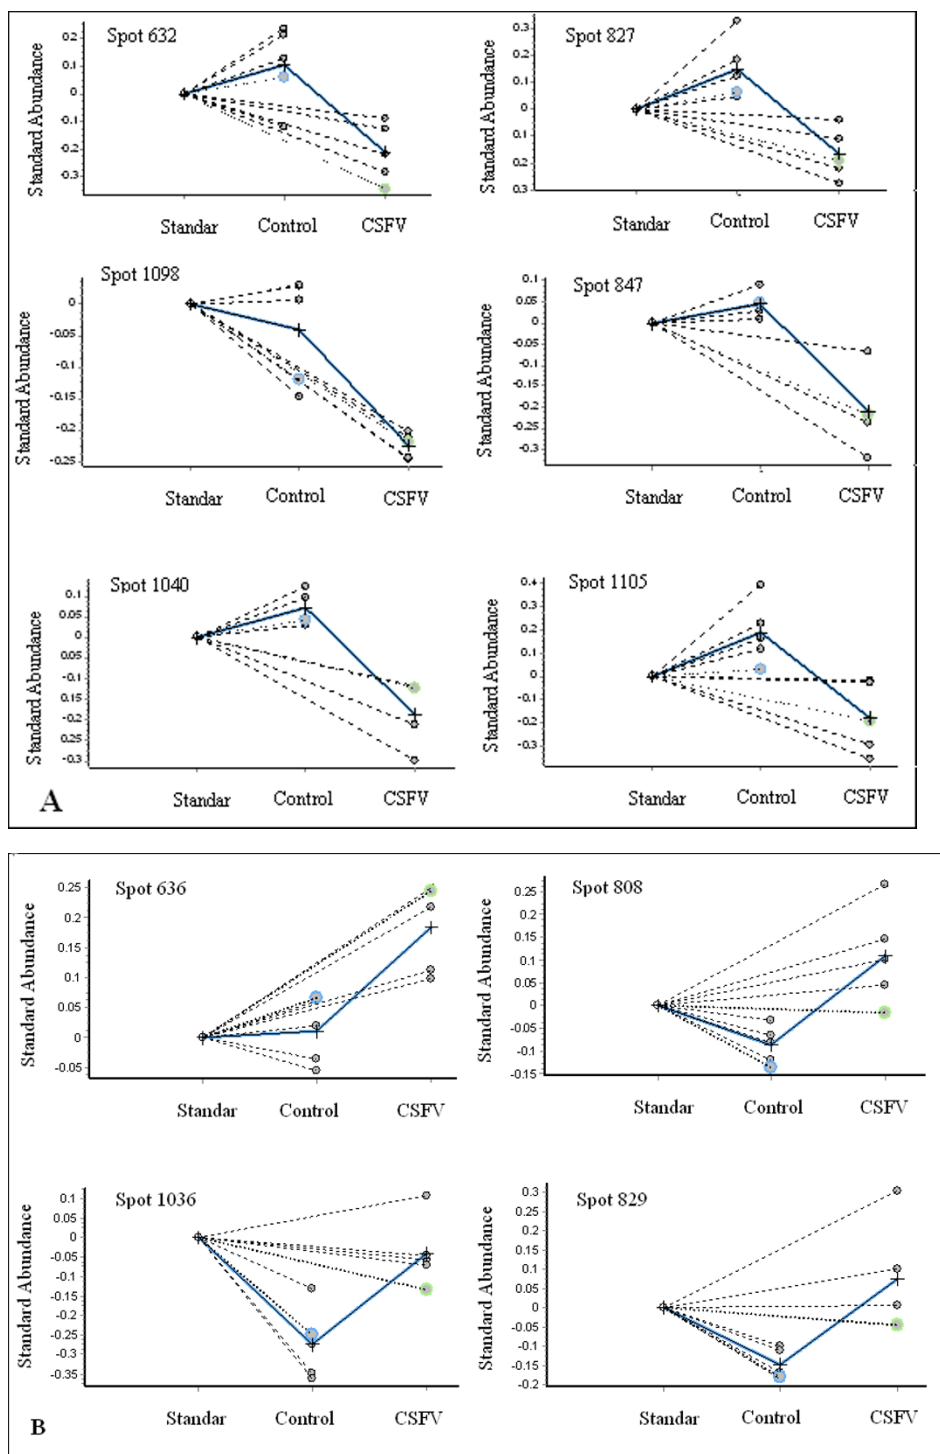 Spot 632
Standard Abundance
0.2
0.1
0
-0.1
-0.2
0.3
Standar Control CSFV
Spot 827
Standard Abundance
0.3
0.2
0.1
0
0.1
0.2
0.3
Standar Control CSFV
Spot 1098
Standard Abundance
0
-0.05
-0.1
-0.15
-0.2
-0.25
Standar Control CSFV
Spot 847
Standard Abundance
0.1
0.05
0
-0.05
-0.1
-0.15
-0.2
0.25
-0.3
Standar Control CSFV
Spot 1040
Standard Abundance
0.1
0.05
0
0.05
-0.1
0.15
-0.2
0.25
-0.3
Standar Control CSFV
Spot 1105
Standard Abundance
0.4
0.3
0.2
0.1
0
-0.1
0.2
-0.3
Standar Control CSFV
A
Spot 636
Standard Abundance
0.25
0.2
0.15
0.1
0.05
0
-0.05
Standar Control CSFV
Spot 808
Standard Abundance
0.25
0.2
0.15
0.1
0.05
0
-0.05
-0.1
-0.15
Standar Control CSFV
Spot 1036
Standard Abundance
0.1
0.05
0
-0.05
-0.1
-0.15
-0.2
-0.25
-0.3
-0.35
Standar Control CSFV
Spot 829
Standard Abundance
0.3
0.25
0.2
0.15
0.1
0.05
0
-0.05
-0.1
-0.15
-0.2
Standar Control CSFV
B